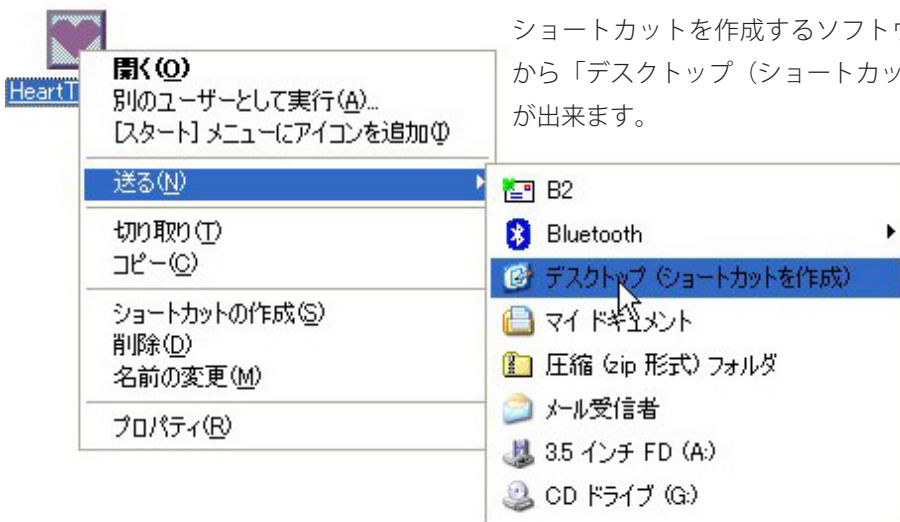 ショートカットを作成するソフトウ
から「デスクトップ（ショートカッ
が出来ます。
HeartT
開く(O)
別のユーザーとして実行(A)...
[スタート] メニューにアイコンを追加(I)
送る(N)
切り取り(T)
コピー(C)
ショートカットの作成(S)
削除(D)
名前の変更(M)
プロパティ(R)
B2
Bluetooth
デスクトップ (ショートカットを作成)
マイ ドキュメント
圧縮 (zip 形式) フォルダ
メール受信者
3.5 インチ FD (A:)
CD ドライブ (G:)